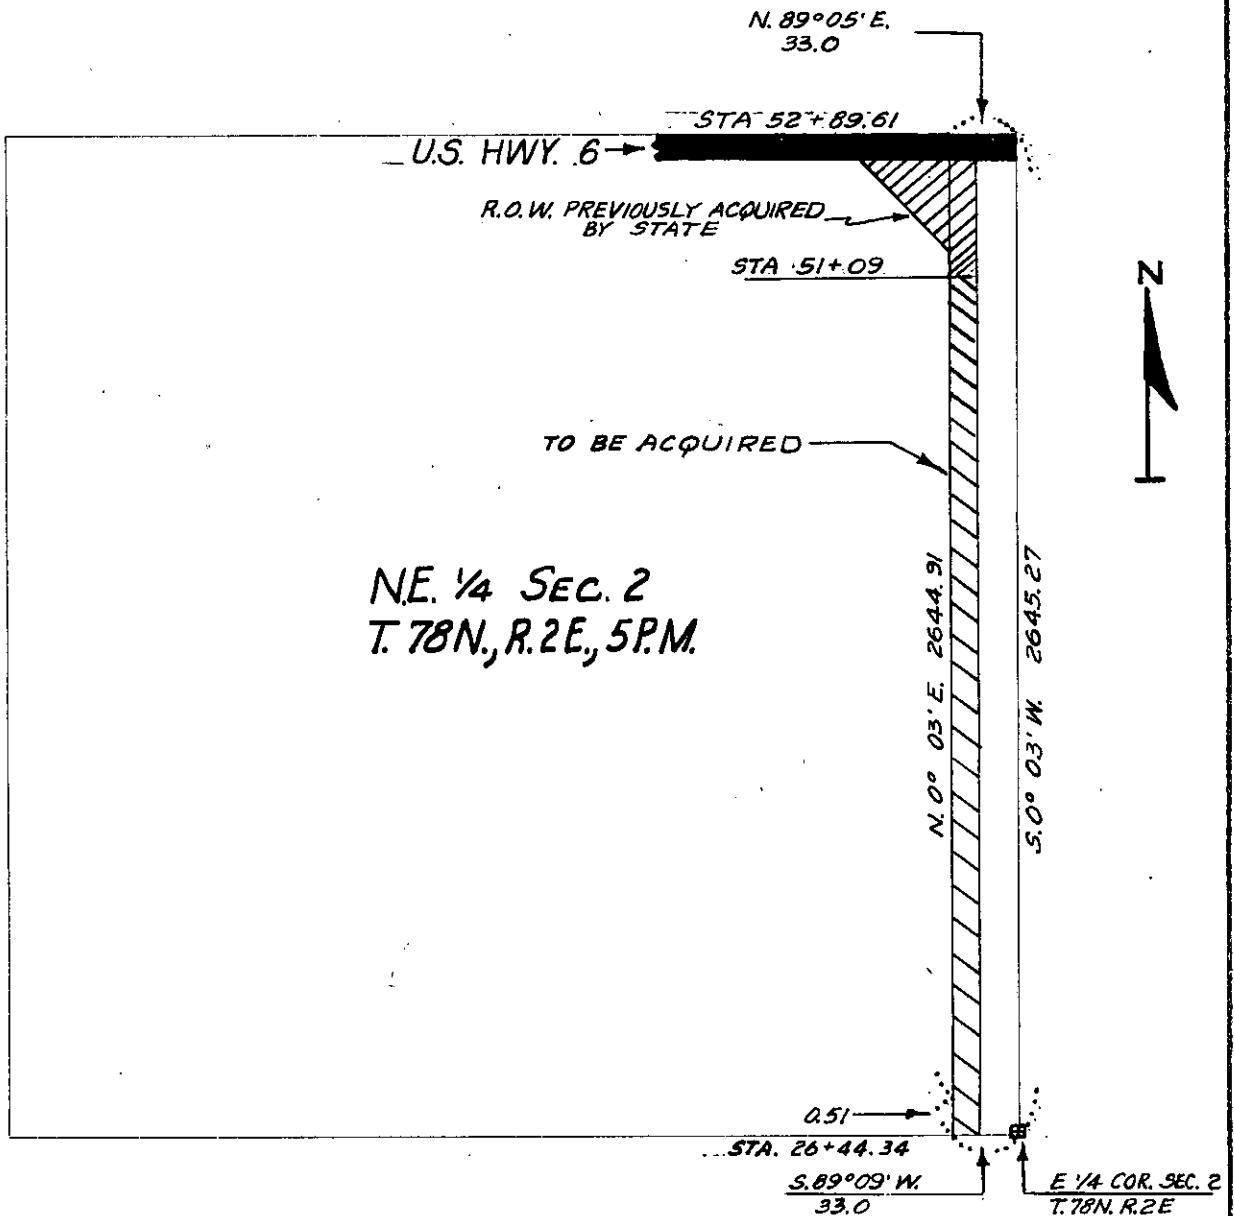 N. 89°05' E.
33.0
STA 52+89.61
U.S. HWY. 6
R.O.W. PREVIOUSLY ACQUIRED
BY STATE
STA 51+09
N
TO BE ACQUIRED
N.E. 1/4 SEC. 2
T. 78N., R. 2E., 5P.M.
N. 0° 03' E. 2644.91
S. 0° 03' W. 2645.27
0.51
STA. 26+44.34
S. 89°09' W.
33.0
E 1/4 COR. SEC. 2
T. 78N. R. 2E